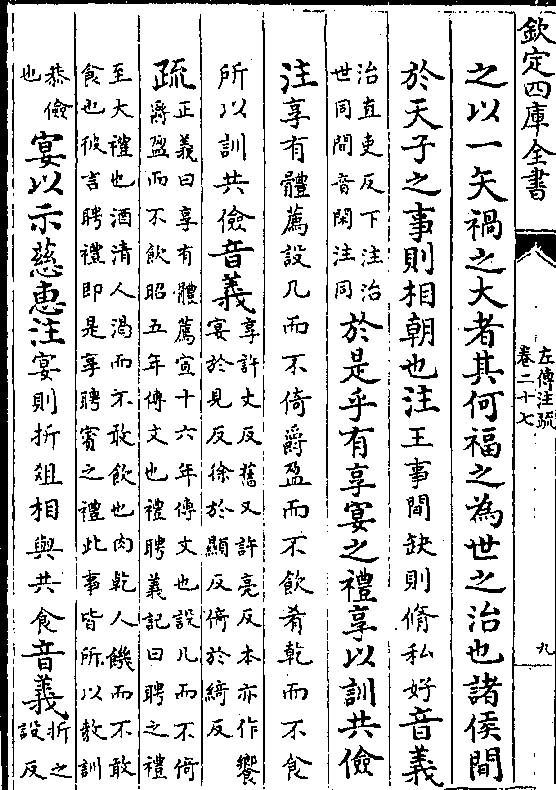 欽定四庫全書
左傳注疏
卷二十七
九
之以一矢禍之大者其何福之為世之治也諸侯間
於天子之事則相朝也注王事間缺則脩私好音義
治直吏反下注治
世同間音閑注同
於是乎有享宴之禮享以訓共儉
注享有體薦設几而不倚爵盈而不飲肴乾而不食
所以訓共儉音義
享許丈反舊又許亮反本亦作饗
宴於見反徐於顯反倚於綺反
疏
正義曰享有體薦宣十六年傳文也設几而不倚
爵盈而不飲昭五年傳文也禮聘義記曰聘之禮
至大禮也酒清人渴而不敢飲也肉乾人饑而不敢
食也彼言聘禮即是享聘賓之禮此事皆所以教訓
恭儉
也
宴以示慈惠注宴則折俎相與共食音義
折之
設反